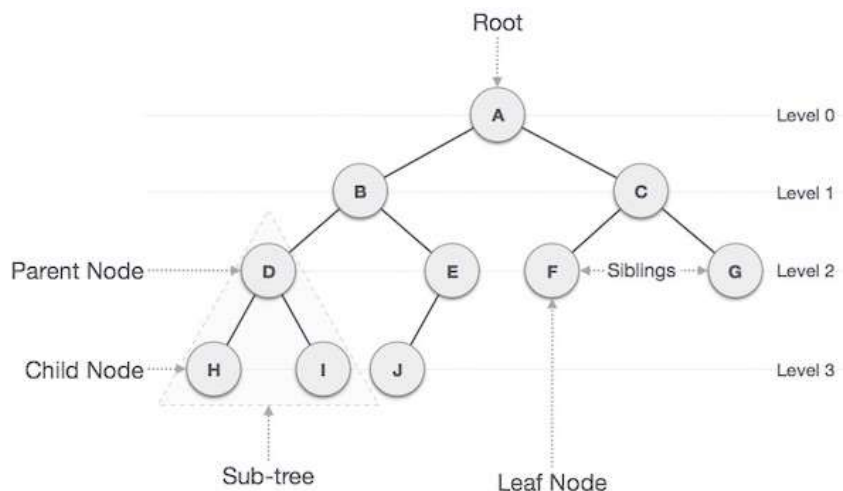 Root
A
Level 0
B
C
Level 1
Parent Node
D
E
F
Siblings
G
Level 2
Child Node
H
I
J
Level 3
Sub-tree
Leaf Node